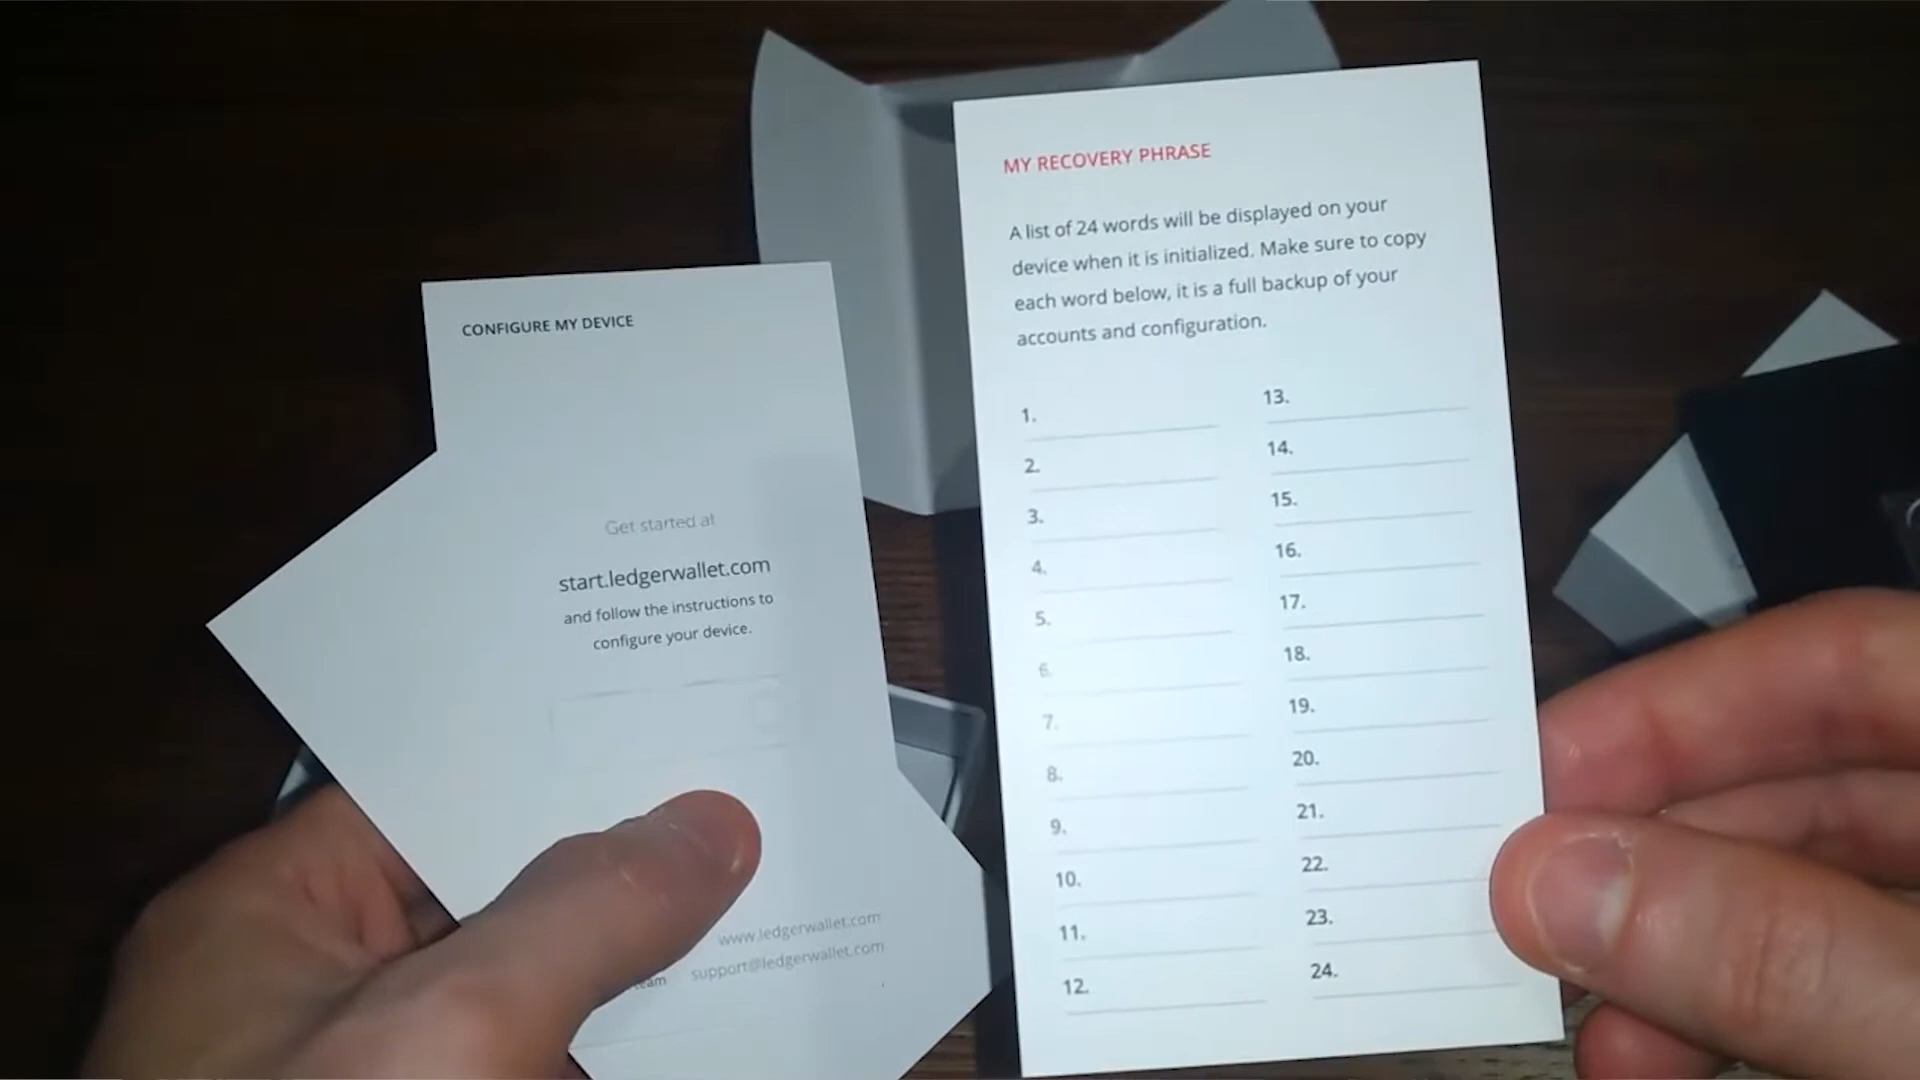 CONFIGURE MY DEVICE
Get started at
start.ledgerwallet.com
and follow the instructions to
configure your device.
www.ledgerwallet.com
support@ledgerwallet.com
MY RECOVERY PHRASE
A list of 24 words will be displayed on your
device when it is initialized. Make sure to copy
each word below, it is a full backup of your
accounts and configuration.
1.
2.
3.
4.
5.
6.
7.
8.
9.
10.
11.
12.
13.
14.
15.
16.
17.
18.
19.
20.
21.
22.
23.
24.